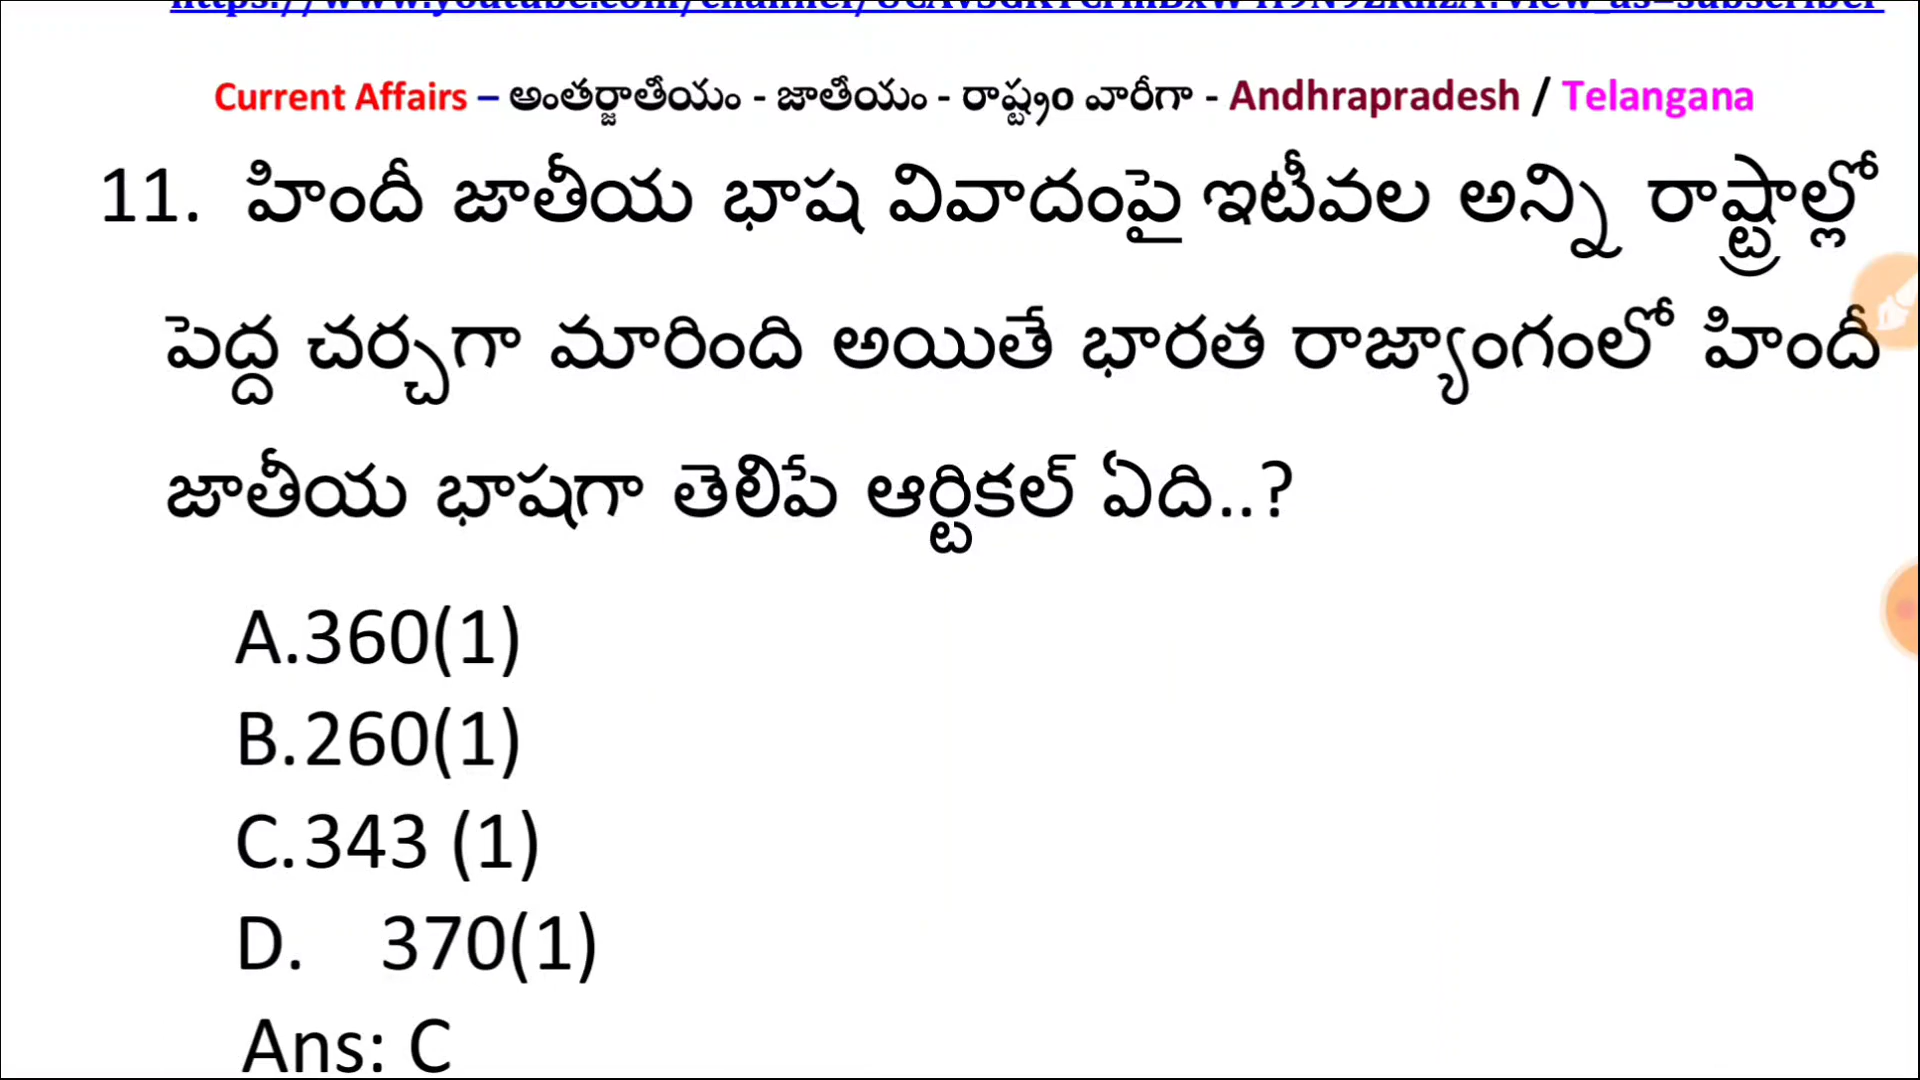 Current Affairs – అంతర్జాతీయం - జాతీయం - రాష్ట్రం వారీగా - Andhrapradesh / Telangana
11. హిందీ జాతీయ భాష వివాదంపై ఇటీవల అన్ని రాష్ట్రాల్లో
పెద్ద చర్చగా మారింది అయితే భారత రాజ్యాంగంలో హిందీ
జాతీయ భాషగా తెలిపే ఆర్టికల్ ఏది..?
A.360(1)
B.260(1)
C.343 (1)
D. 370(1)
Ans: C